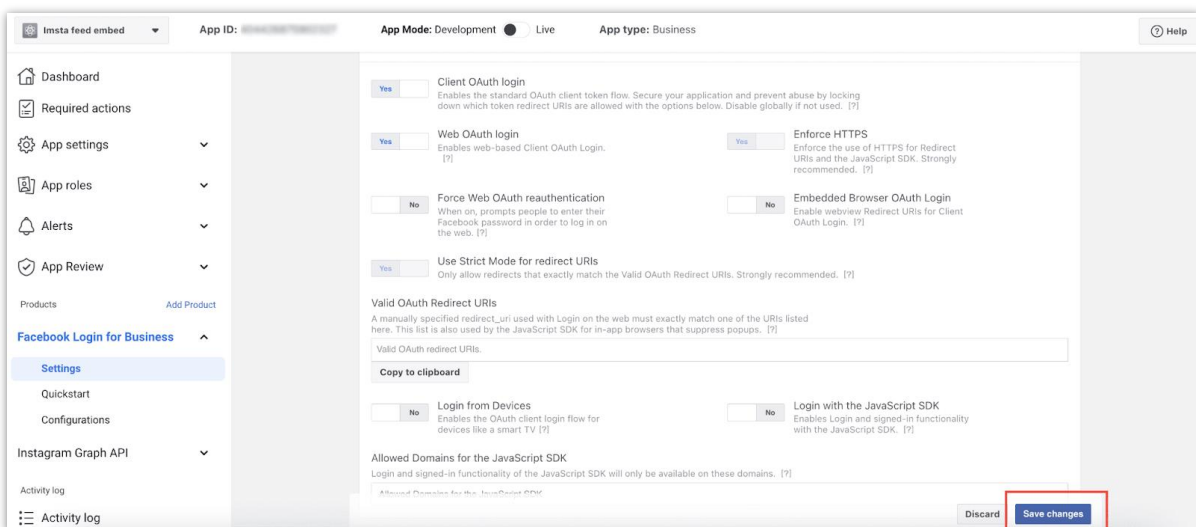 Imsta feed embed
App ID:
App Mode: Development
Live
App type: Business
Help
Dashboard
Required actions
App settings
App roles
Alerts
App Review
Products
Add Product
Facebook Login for Business
Settings
Quickstart
Configurations
Instagram Graph API
Activity log
Activity log
Yes
Client OAuth login
Enables the standard OAuth client token flow. Secure your application and prevent abuse by locking
down which token redirect URIs are allowed with the options below. Disable globally if not used. [?]
Yes
Web OAuth login
Enables web-based Client OAuth Login.
[?]
Yes
Enforce HTTPS
Enforce the use of HTTPS for Redirect
URIs and the JavaScript SDK. Strongly
recommended. [?]
No
Force Web OAuth reauthentication
When on, prompts people to enter their
Facebook password in order to log in on
the web. [?]
No
Embedded Browser OAuth Login
Enable webview Redirect URIs for Client
OAuth Login. [?]
Yes
Use Strict Mode for redirect URIs
Only allow redirects that exactly match the Valid OAuth Redirect URIs. Strongly recommended. [?]
Valid OAuth Redirect URIs
A manually specified redirect_uri used with Login on the web must exactly match one of the URIs listed
here. This list is also used by the JavaScript SDK for in-app browsers that suppress popups. [?]
Valid OAuth redirect URIs.
Copy to clipboard
No
Login from Devices
Enables the OAuth client login flow for
devices like a smart TV [?]
No
Login with the JavaScript SDK
Enables Login and signed-in functionality
with the JavaScript SDK. [?]
Allowed Domains for the JavaScript SDK
Login and signed-in functionality of the JavaScript SDK will only be available on these domains. [?]
Allowed Domains for the JavaScript SDK
Discard
Save changes